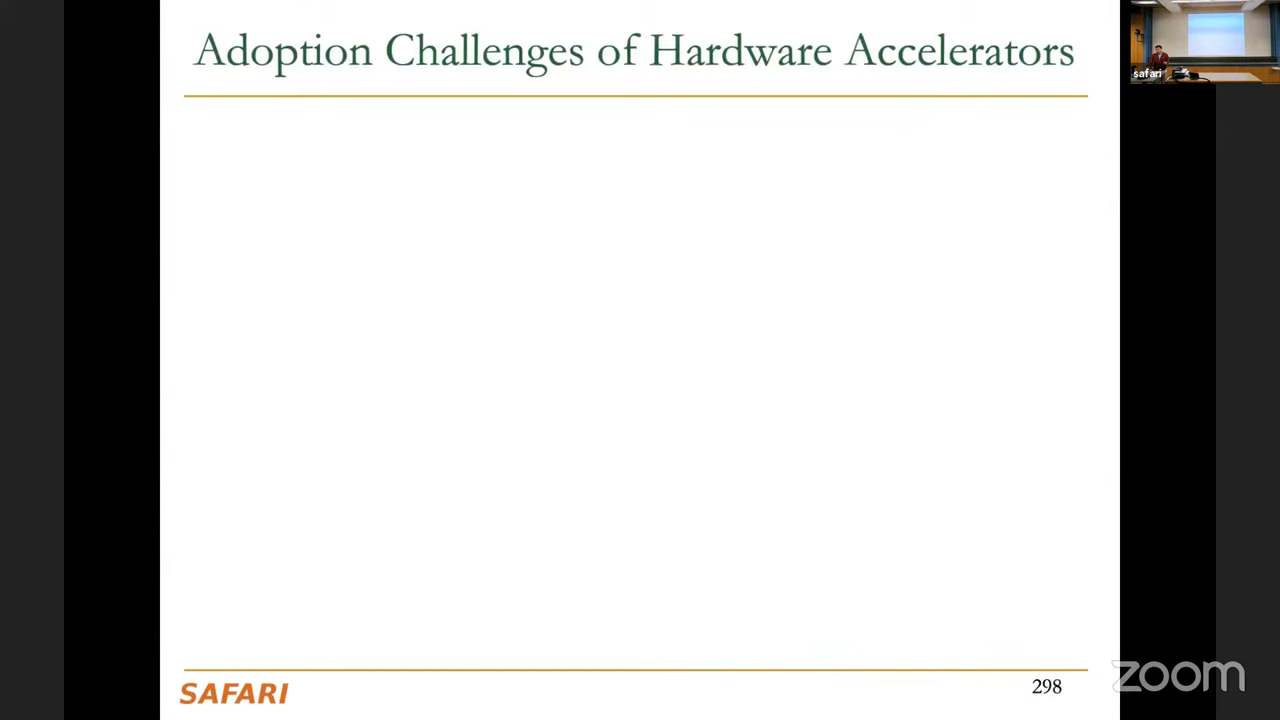 Adoption Challenges of Hardware Accelerators
safari
SAFARI
298
zoom